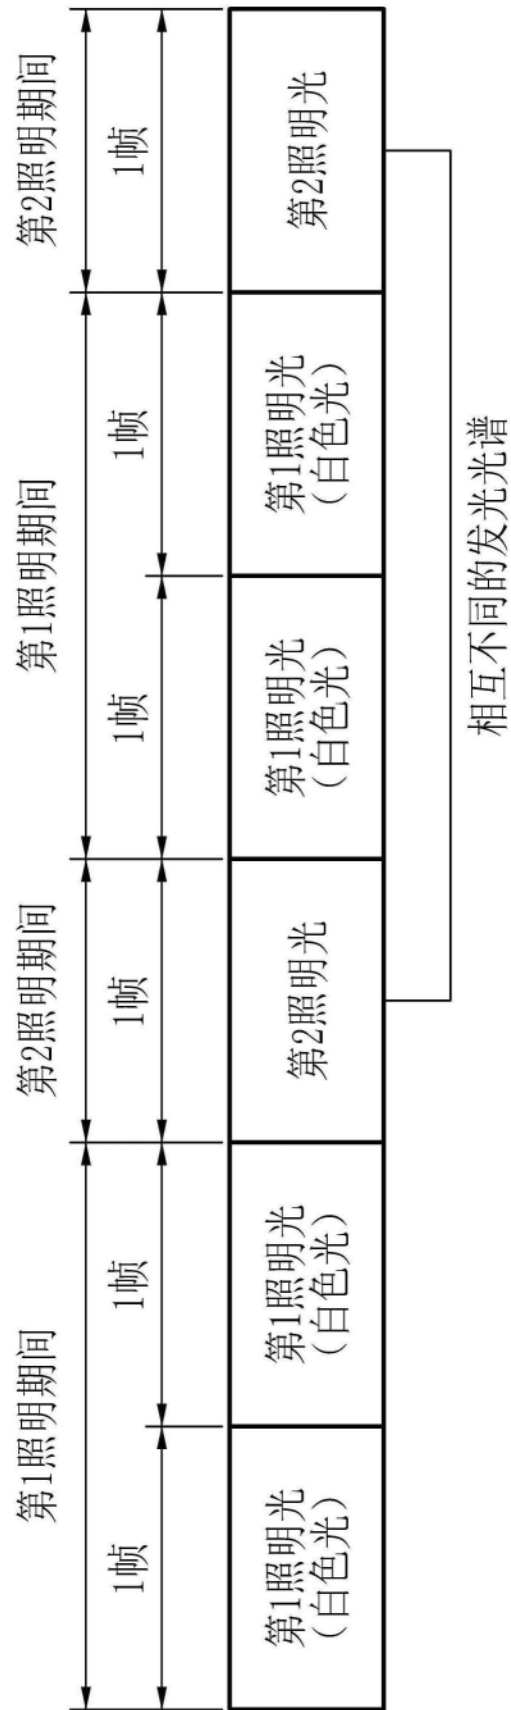 第1照明期间
第2照明期间
第1照明期间
第2照明期间
1帧
1帧
1帧
1帧
1帧
1帧
第1照明光
(白色光)
第1照明光
(白色光)
第2照明光
第1照明光
(白色光)
第1照明光
(白色光)
第2照明光
相互不同的发光光谱